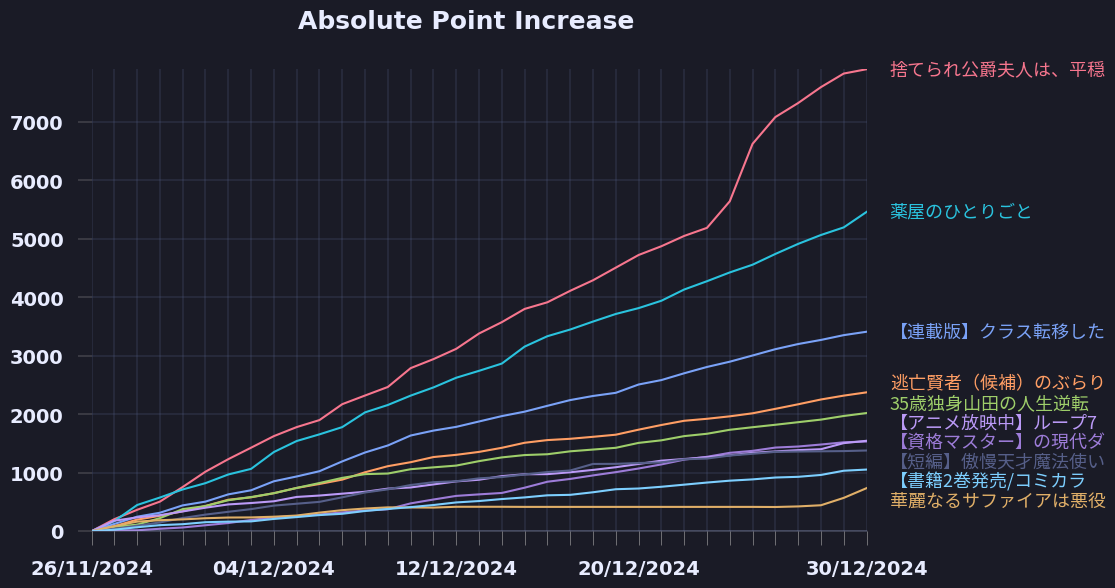 Absolute Point Increase
捨てられ公爵夫人は、平穏
7000
6000
薬屋のひとりごと
5000
4000
【連載版】クラス転移した
3000
逃亡賢者（候補）のぶらり
35歳独身山田の人生逆転
2000
【アニメ放映中】ループ7
【資格マスター】の現代ダ
【短編】傲慢天才魔法使い
1000
【書籍2巻発売/コミカラ
華麗なるサファイアは悪役
0
26/11/2024
04/12/2024
12/12/2024
20/12/2024
30/12/2024